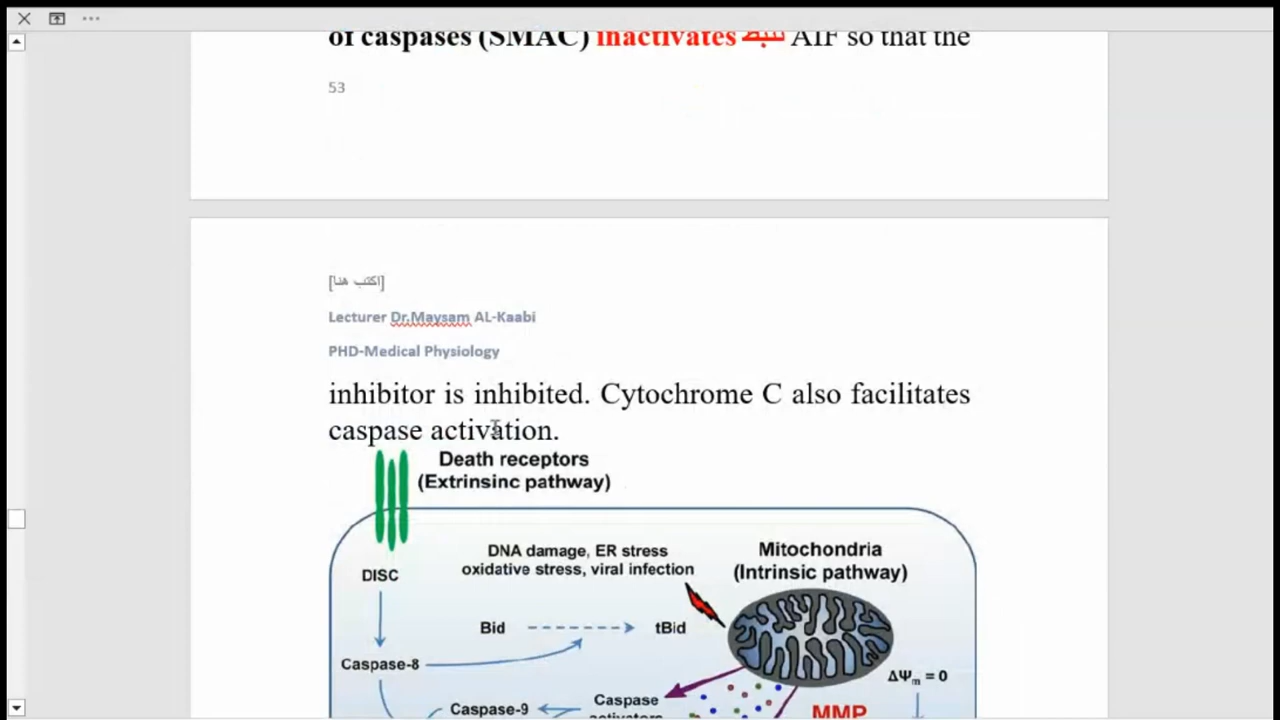 of caspases (SMAC) inactivates تثبط AIF so that the
53
[اكتب هنا]
Lecturer Dr,Maysam AL-Kaabi
PHD-Medical Physiology
inhibitor is inhibited. Cytochrome C also facilitates
caspase activation.
Death receptors
(Extrinsinc pathway)
DNA damage, ER stress
oxidative stress, viral infection
Mitochondria
(Intrinsic pathway)
DISC
Bid
tBid
Caspase-8
ΔΨm = 0
Caspase
Caspase-9
activators
MMP